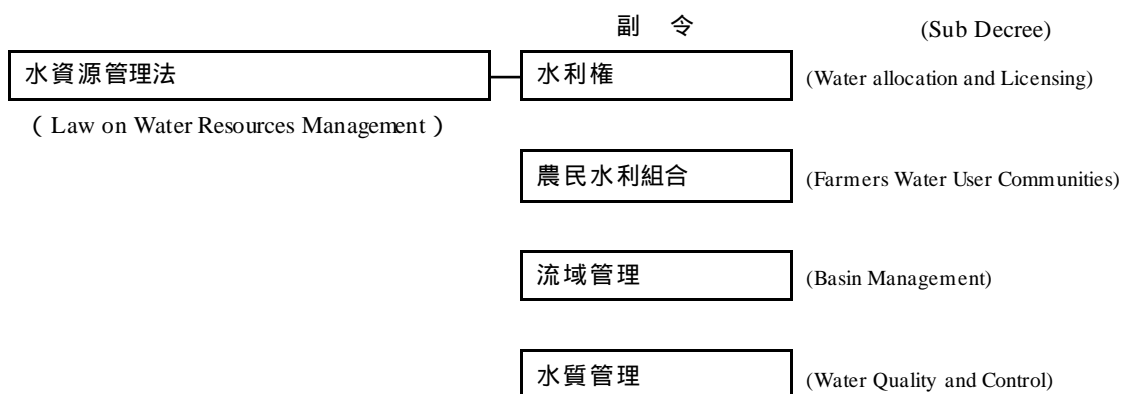 副 令 (Sub Decree)
水資源管理法 水利権 (Water allocation and Licensing)
( Law on Water Resources Management )
農民水利組合 (Farmers Water User Communities)
流域管理 (Basin Management)
水質管理 (Water Quality and Control)